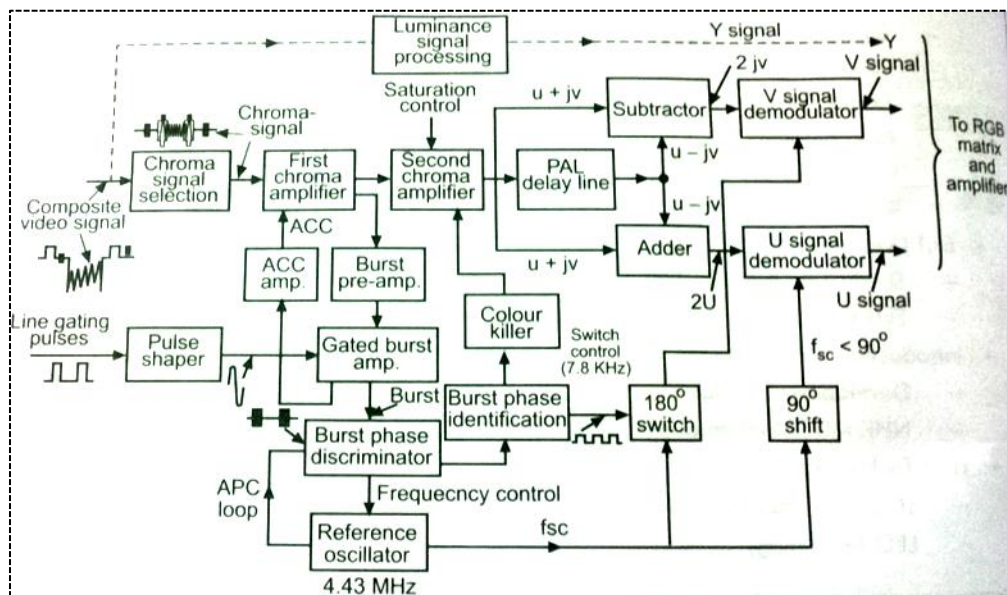 Luminance
signal
processing
Y signal
Y
Saturation
control
Chroma-
signal
u + jv
Subtractor
2 jv
V signal
V signal
demodulator
To RGB
matrix
and
amplifier
Composite
video signal
Chroma
signal
selection
First
chroma
amplifier
Second
chroma
amplifier
PAL
delay line
u – jv
u – jv
ACC
ACC
amp.
Burst
pre-amp.
u + jv
Adder
2U
U signal
demodulator
U signal
Line gating
pulses
Pulse
shaper
Gated burst
amp.
Colour
killer
Switch
control
(7.8 KHz)
fsc < 90°
Burst
Burst phase
discriminator
Burst phase
identification
180°
switch
90°
shift
APC
loop
Frequecncy control
Reference
oscillator
fsc
4.43 MHz